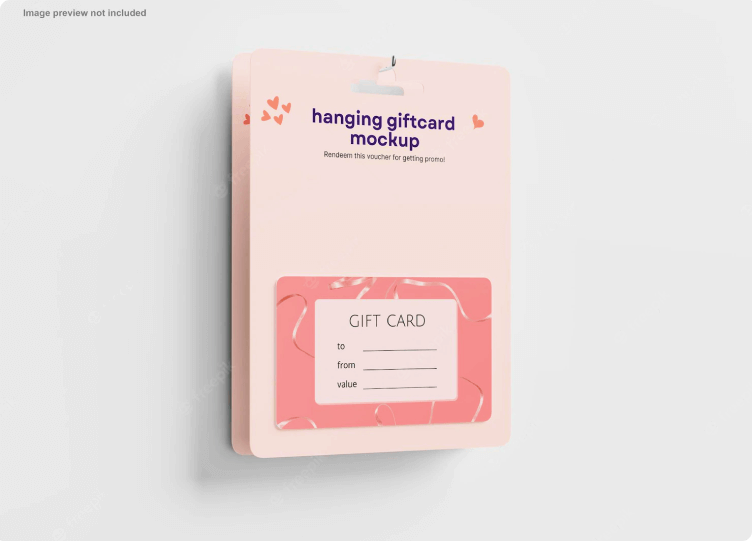 Image preview not included
hanging giftcard
mockup
Rendeem this voucher for getting promo!
GIFT CARD
to
from
value